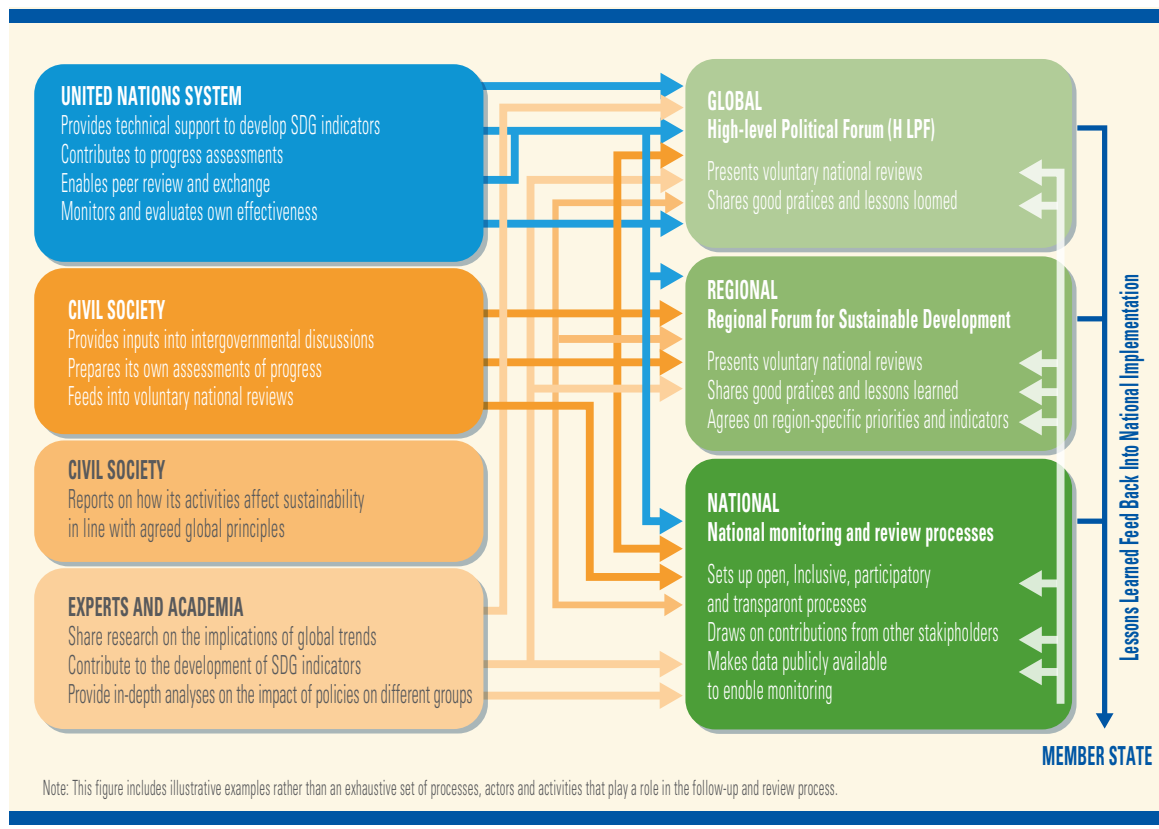 UNITED NATIONS SYSTEM
Provides technical support to develop SDG indicators
Contributes to progress assessments
Enables peer review and exchange
Monitors and evaluates own effectiveness
CIVIL SOCIETY
Provides inputs into intergovernmental discussions
Prepares its own assessments of progress
Feeds into voluntary national reviews
CIVIL SOCIETY
Reports on how its activities affect sustainability
in line with agreed global principles
EXPERTS AND ACADEMIA
Share research on the implications of global trends
Contribute to the development of SDG indicators
Provide in-depth analyses on the impact of policies on different groups
GLOBAL
High-level Political Forum (H LPF)
Presents voluntary national reviews
Shares good pratices and lessons loomed
REGIONAL
Regional Forum for Sustainable Development
Presents voluntary national reviews
Shares good pratices and lessons learned
Agrees on region-specific priorities and indicators
NATIONAL
National monitoring and review processes
Sets up open, Inclusive, participatory
and transparont processes
Draws on contributions from other stakipholders
Makes data publicly available
to enoble monitoring
Lessons Learned Feed Back Into National Implementation
MEMBER STATE
Note: This figure includes illustrative examples rather than an exhaustive set of processes, actors and activities that play a role in the follow-up and review process.